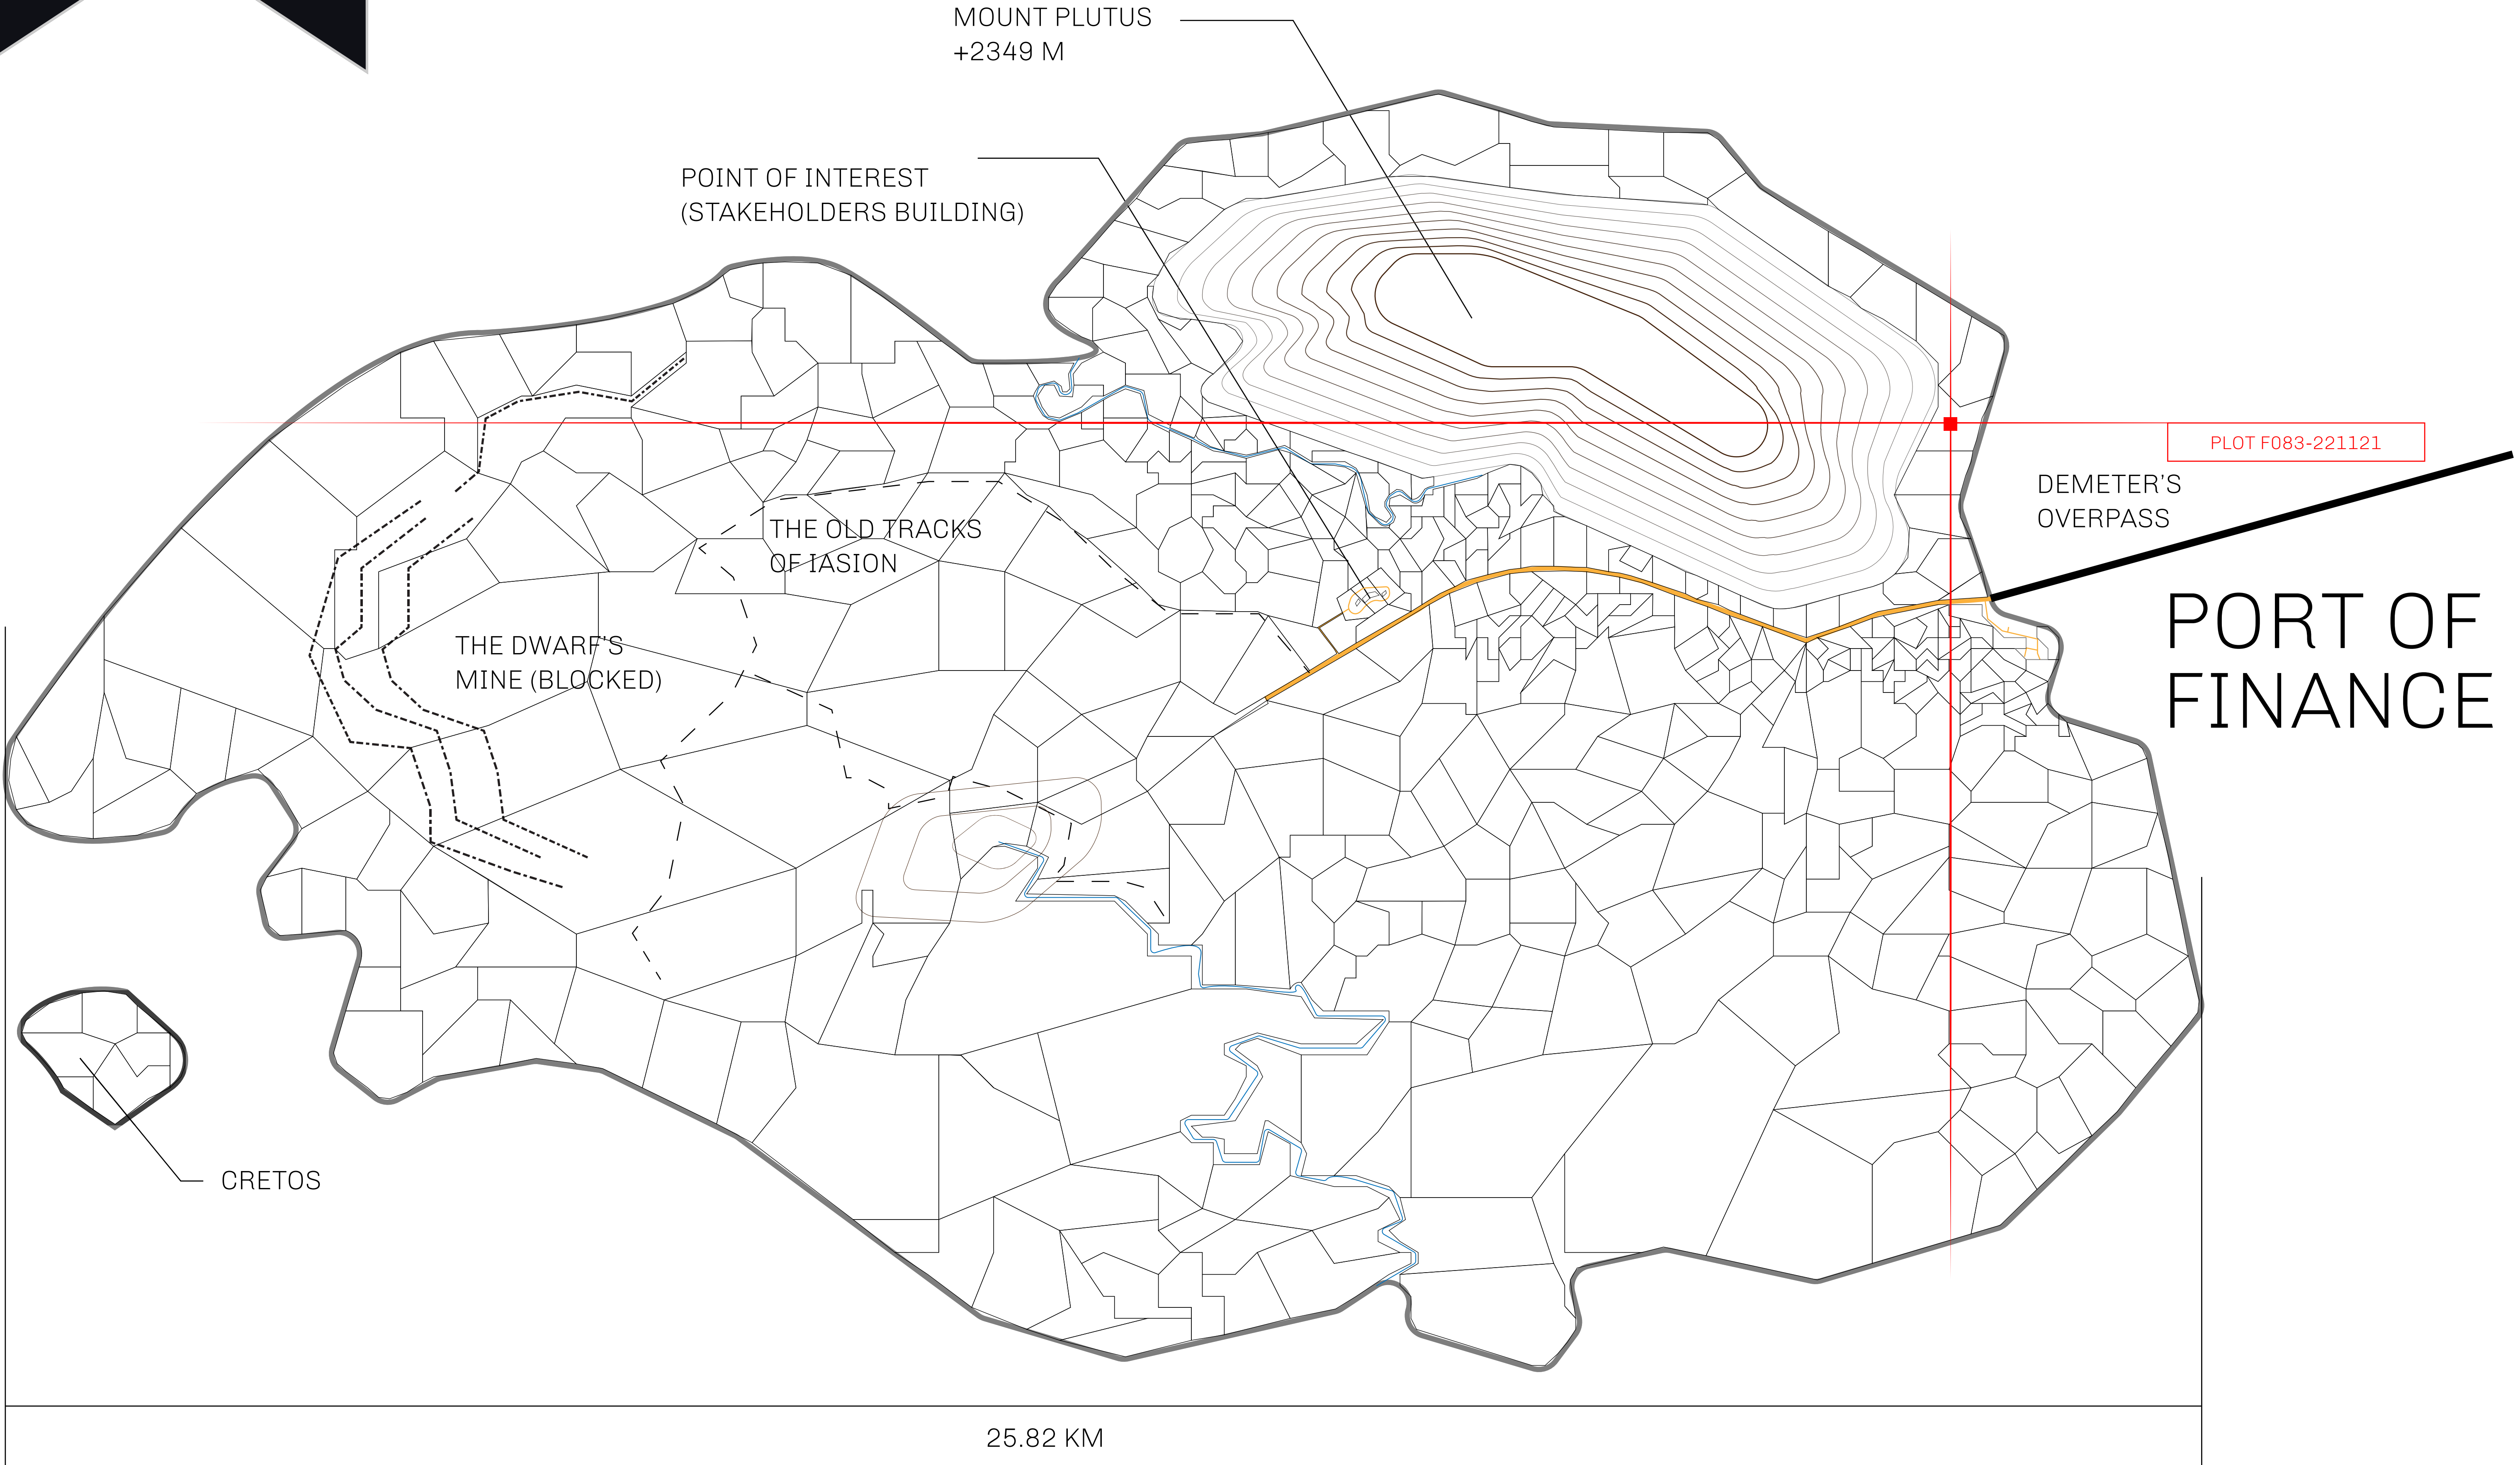 MOUNT PLUTUS
+2349 M
POINT OF INTEREST
(STAKEHOLDERS BUILDING)
PLOT F083-221121
DEMETER'S
OVERPASS
THE OLD TRACKS
OF IASION
PORT OF
FINANCE
THE DWARF'S
MINE (BLOCKED)
CRETOS
25.82 KM